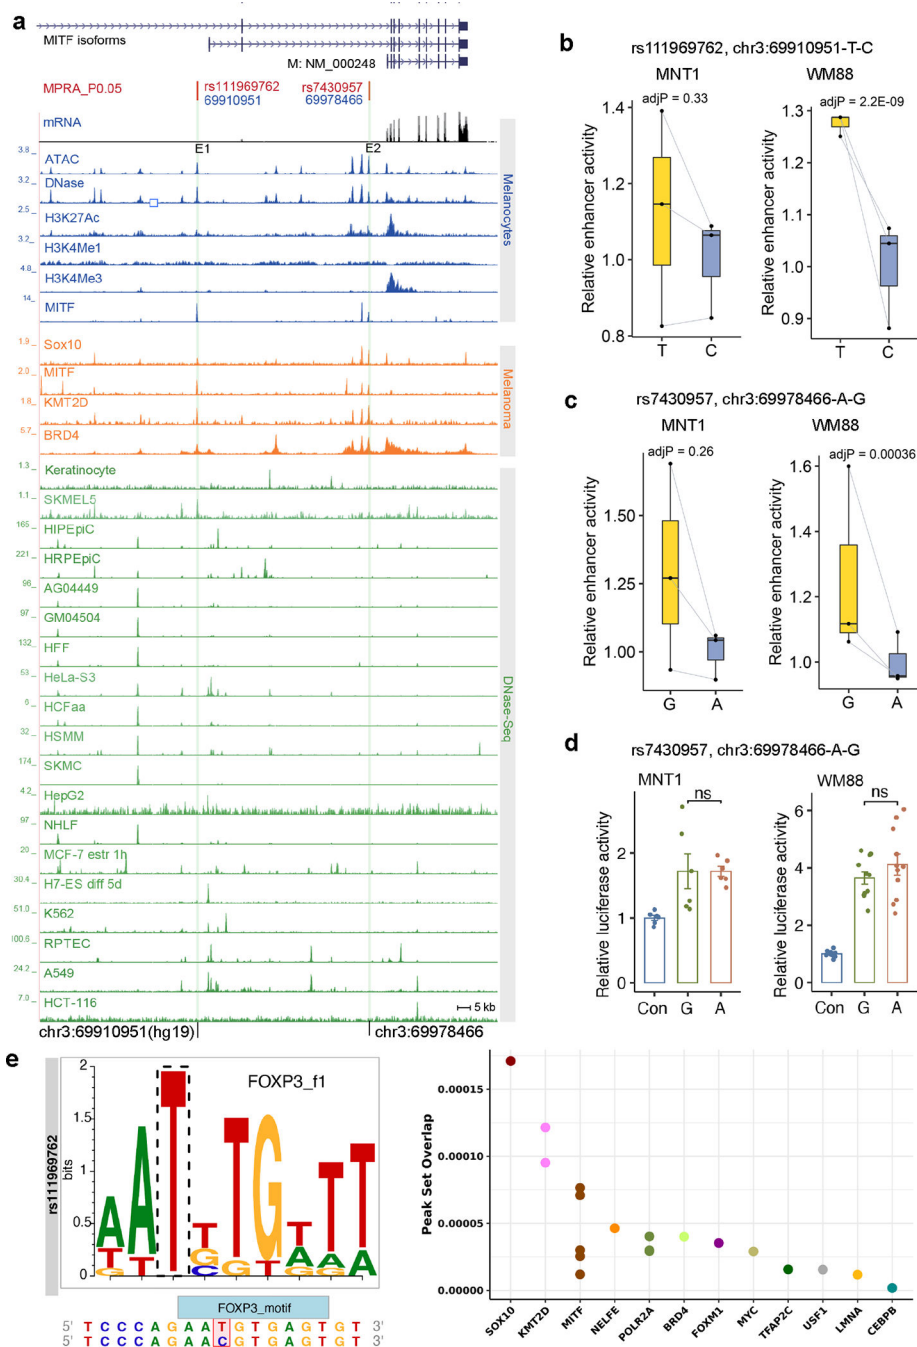 a
MITF isoforms
M: NM_000248
MPRA_P0.05
rs111969762
69910951
rs7430957
69978466
mRNA
E1
E2
3.8
ATAC
3.2
DNase
2.5
H3K27Ac
3.2
H3K4Me1
4.8
H3K4Me3
14
MITF
Melanocytes
1.9
Sox10
2.0
MITF
1.8
KMT2D
5.7
BRD4
Melanoma
1.3
Keratinocyte
1.1
SKMEL5
165
HIPEpiC
221
HRPEpiC
96
AG04449
97
GM04504
132
HFF
53
HeLa-S3
6
HCFaa
32
HSMM
174
SKMC
4.2
HepG2
97
NHLF
20
MCF-7 estr 1h
30.4
H7-ES diff 5d
51.0
K562
100.5
RPTEC
24.2
A549
7.0
HCT-116
DNase-Seq
5 kb
chr3:69910951(hg19)
chr3:69978466
b
rs111969762, chr3:69910951-T-C
MNT1
WM88
adjP = 0.33
adjP = 2.2E-09
Relative enhancer activity
1.4
1.2
1.0
0.8
T
C
Relative enhancer activity
1.3
1.2
1.1
1.0
0.9
T
C
c
rs7430957, chr3:69978466-A-G
MNT1
WM88
adjP = 0.26
adjP = 0.00036
Relative enhancer activity
1.50
1.25
1.00
G
A
Relative enhancer activity
1.6
1.4
1.2
1.0
G
A
d
rs7430957, chr3:69978466-A-G
MNT1
WM88
ns
ns
Relative luciferase activity
2
1
0
Con
G
A
Relative luciferase activity
6
4
2
0
Con
G
A
e
rs111969762
bits
2
1.5
1
0.5
0
FOXP3_f1
FOXP3_motif
5' TCCCAGAATGTGAGTGT 3'
5' TCCCAGAACGTGAGTGT 3'
Peak Set Overlap
0.00015
0.00010
0.00005
0.00000
SOX10
KMT2D
MITF
NELFE
POLR2A
BRD4
FOXM1
MYC
TFAP2C
USF1
LMNA
CEBPB